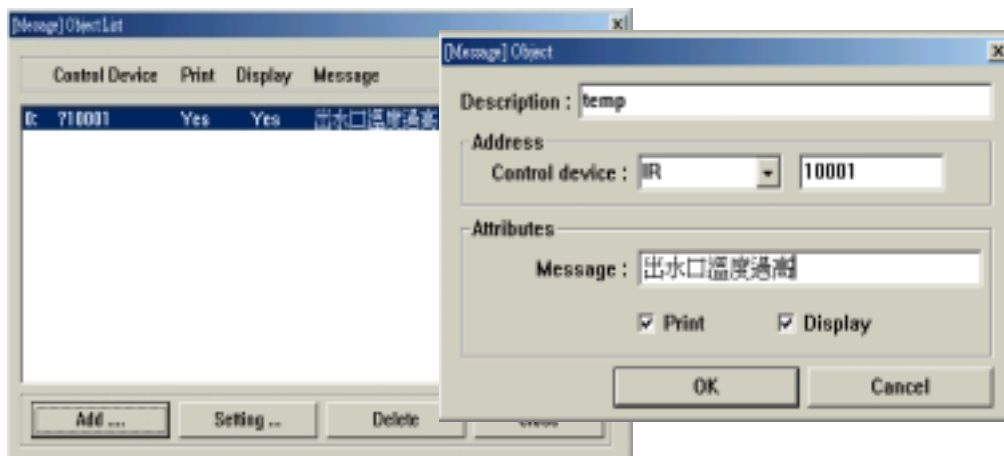 [Message] Object List
Control Device Print Display Message
0: ?10001 Yes Yes 出水口溫度過高
Add ... Setting ... Delete Close
[Message] Object
Description : temp
Address
Control device : IR 10001
Attributes
Message : 出水口溫度過高
Print Display
OK Cancel